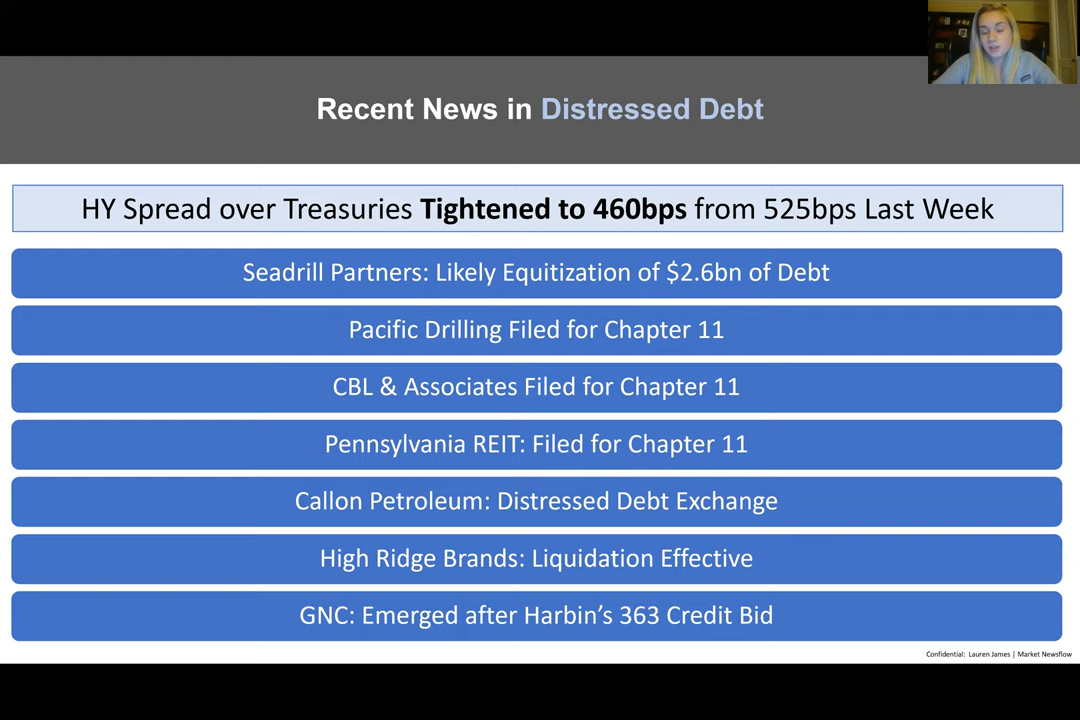 Recent News in Distressed Debt
HY Spread over Treasuries Tightened to 460bps from 525bps Last Week
Seadrill Partners: Likely Equitization of $2.6bn of Debt
Pacific Drilling Filed for Chapter 11
CBL & Associates Filed for Chapter 11
Pennsylvania REIT: Filed for Chapter 11
Callon Petroleum: Distressed Debt Exchange
High Ridge Brands: Liquidation Effective
GNC: Emerged after Harbin’s 363 Credit Bid
Confidential: Lauren James | Market Newsflow